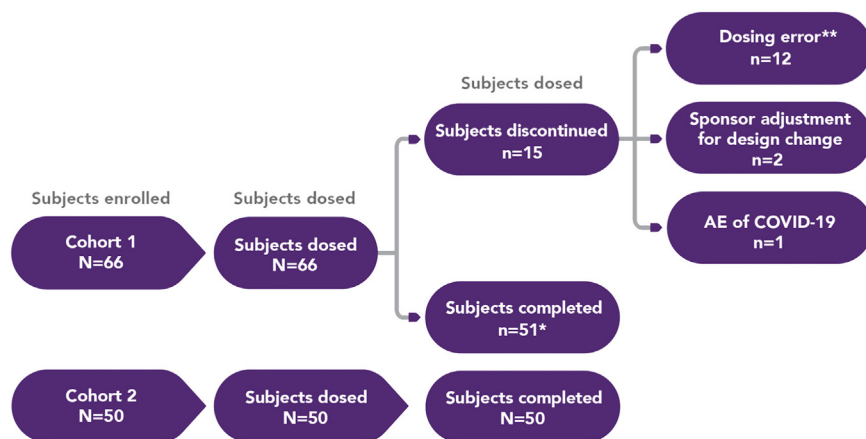 Dosing error**
n=12
Subjects dosed
Subjects discontinued
n=15
Sponsor adjustment
for design change
n=2
Subjects enrolled
Subjects dosed
Cohort 1
N=66
Subjects dosed
N=66
AE of COVID-19
n=1
Subjects completed
n=51*
Cohort 2
N=50
Subjects dosed
N=50
Subjects completed
N=50